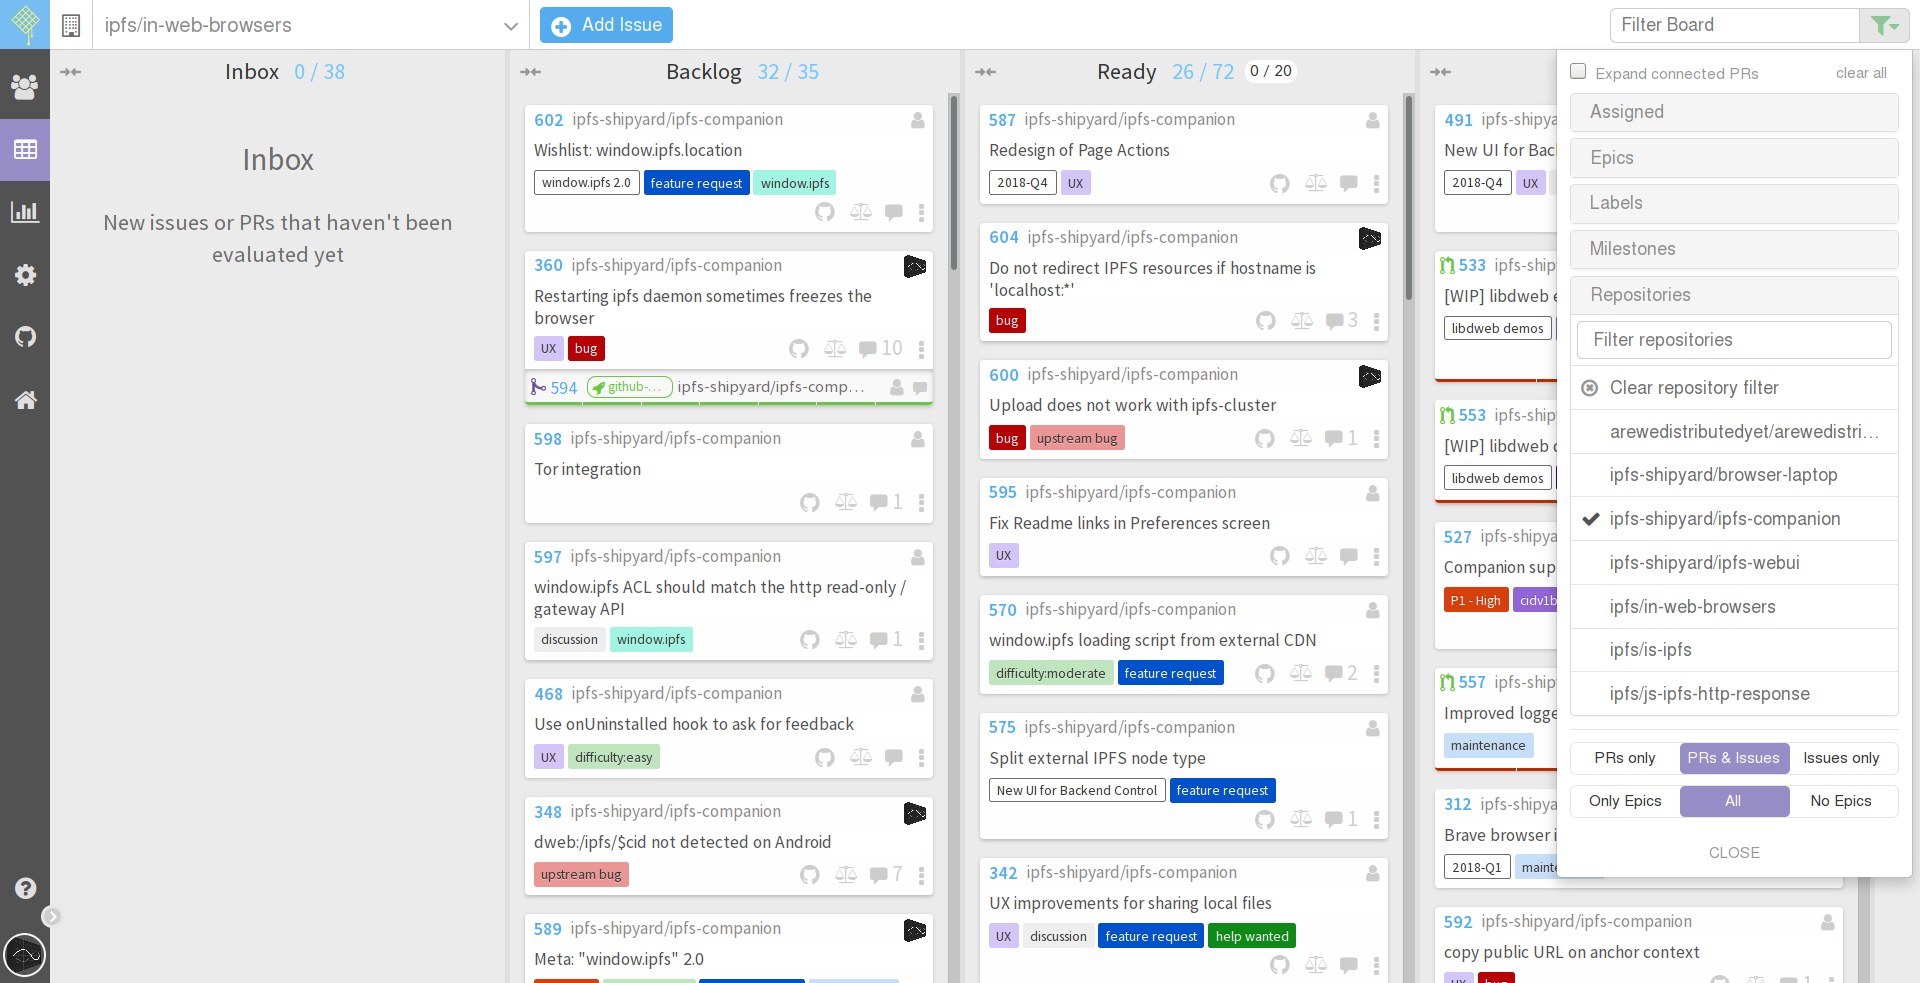 ipfs/in-web-browsers
Add Issue
Filter Board
Inbox 0 / 38
Inbox
New issues or PRs that haven't been
evaluated yet
Backlog 32 / 35
602 ipfs-shipyard/ipfs-companion
Wishlist: window.ipfs.location
window.ipfs 2.0 feature request window.ipfs
360 ipfs-shipyard/ipfs-companion
Restarting ipfs daemon sometimes freezes the
browser
UX bug 10
594 github-... ipfs-shipyard/ipfs-comp...
598 ipfs-shipyard/ipfs-companion
Tor integration
1
597 ipfs-shipyard/ipfs-companion
window.ipfs ACL should match the http read-only /
gateway API
discussion window.ipfs 1
468 ipfs-shipyard/ipfs-companion
Use onUninstalled hook to ask for feedback
UX difficulty:easy
348 ipfs-shipyard/ipfs-companion
dweb:/ipfs/$cid not detected on Android
upstream bug 7
589 ipfs-shipyard/ipfs-companion
Meta: "window.ipfs" 2.0
Ready 26 / 72 0 / 20
587 ipfs-shipyard/ipfs-companion
Redesign of Page Actions
2018-Q4 UX
604 ipfs-shipyard/ipfs-companion
Do not redirect IPFS resources if hostname is
'localhost:*'
bug 3
600 ipfs-shipyard/ipfs-companion
Upload does not work with ipfs-cluster
bug upstream bug 1
595 ipfs-shipyard/ipfs-companion
Fix Readme links in Preferences screen
UX
570 ipfs-shipyard/ipfs-companion
window.ipfs loading script from external CDN
difficulty:moderate feature request 2
575 ipfs-shipyard/ipfs-companion
Split external IPFS node type
New UI for Backend Control feature request
1
342 ipfs-shipyard/ipfs-companion
UX improvements for sharing local files
UX discussion feature request help wanted
491 ipfs-shipya
New UI for Bac
2018-Q4 UX
533 ipfs-ship
[WIP] libdweb
libdweb demos
553 ipfs-ship
[WIP] libdweb
libdweb demos
527 ipfs-shipya
Companion sup
P1 - High cidv1b
557 ipfs-ship
Improved logge
maintenance
312 ipfs-shipya
Brave browser i
2018-Q1 mainte
592 ipfs-shipyard/ipfs-companion
copy public URL on anchor context
UX bug 1
Expand connected PRs clear all
Assigned
Epics
Labels
Milestones
Repositories
Filter repositories
Clear repository filter
arewedistributedyet/arewedistri...
ipfs-shipyard/browser-laptop
ipfs-shipyard/ipfs-companion
ipfs-shipyard/ipfs-webui
ipfs/in-web-browsers
ipfs/is-ipfs
ipfs/js-ipfs-http-response
PRs only PRs & Issues Issues only
Only Epics All No Epics
CLOSE